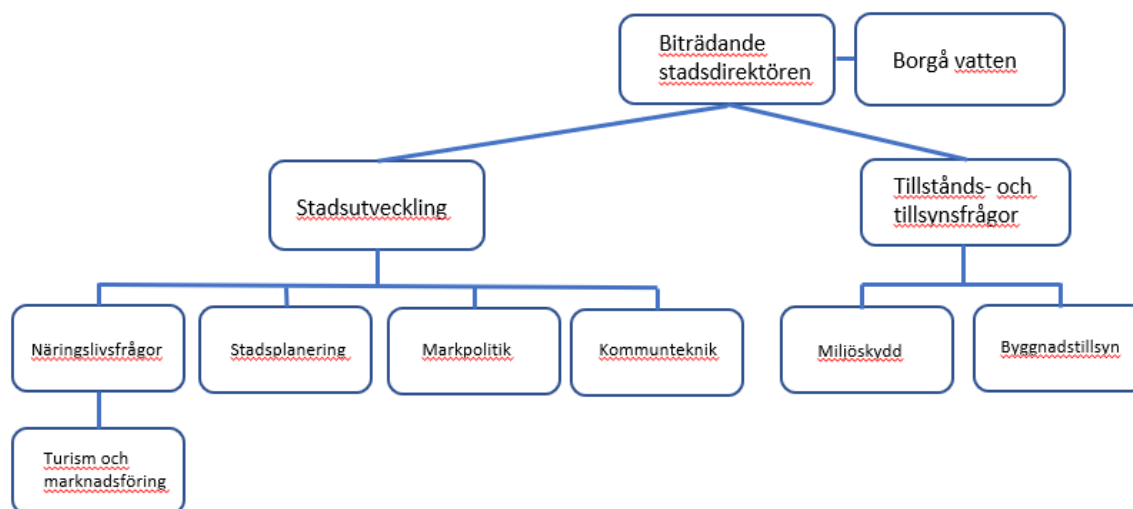 Biträdande
stadsdirektören
Borgå vatten
Stadsutveckling
Tillstånds- och
tillsynsfrågor
Näringslivsfrågor
Stadsplanering
Markpolitik
Kommunteknik
Miljöskydd
Byggnadstillsyn
Turism och
marknadsföring